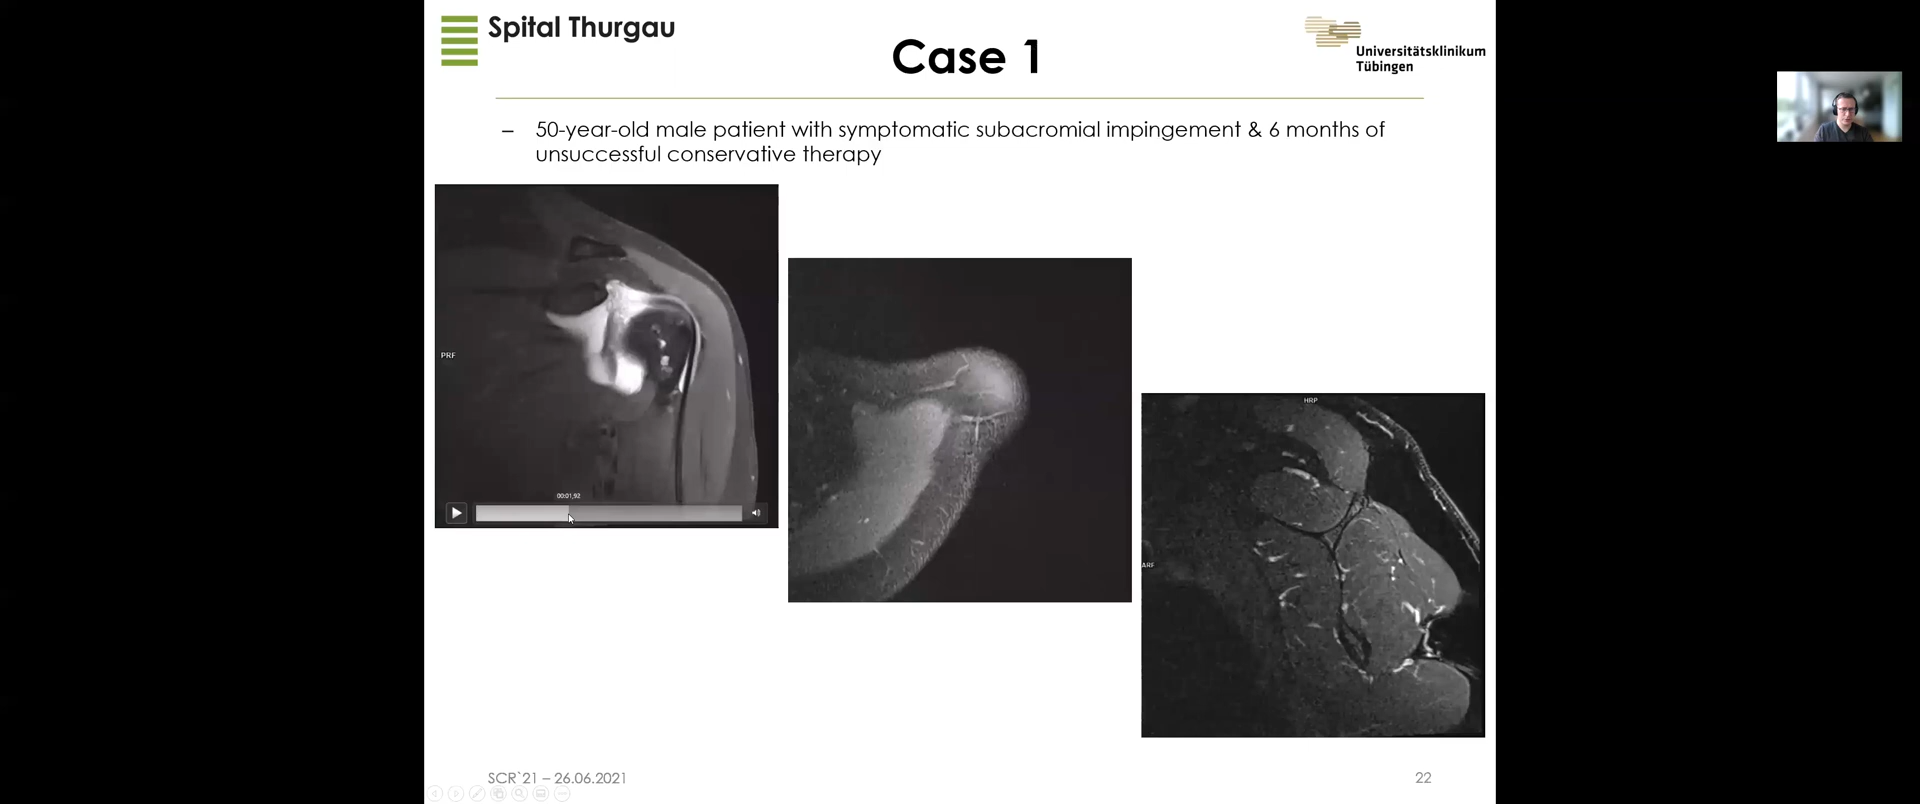 Spital Thurgau
Case 1
Universitätsklinikum
Tübingen
– 50-year-old male patient with symptomatic subacromial impingement & 6 months of
unsuccessful conservative therapy
PRF
00:01,92
HRP
ARF
SCR`21 – 26.06.2021
22